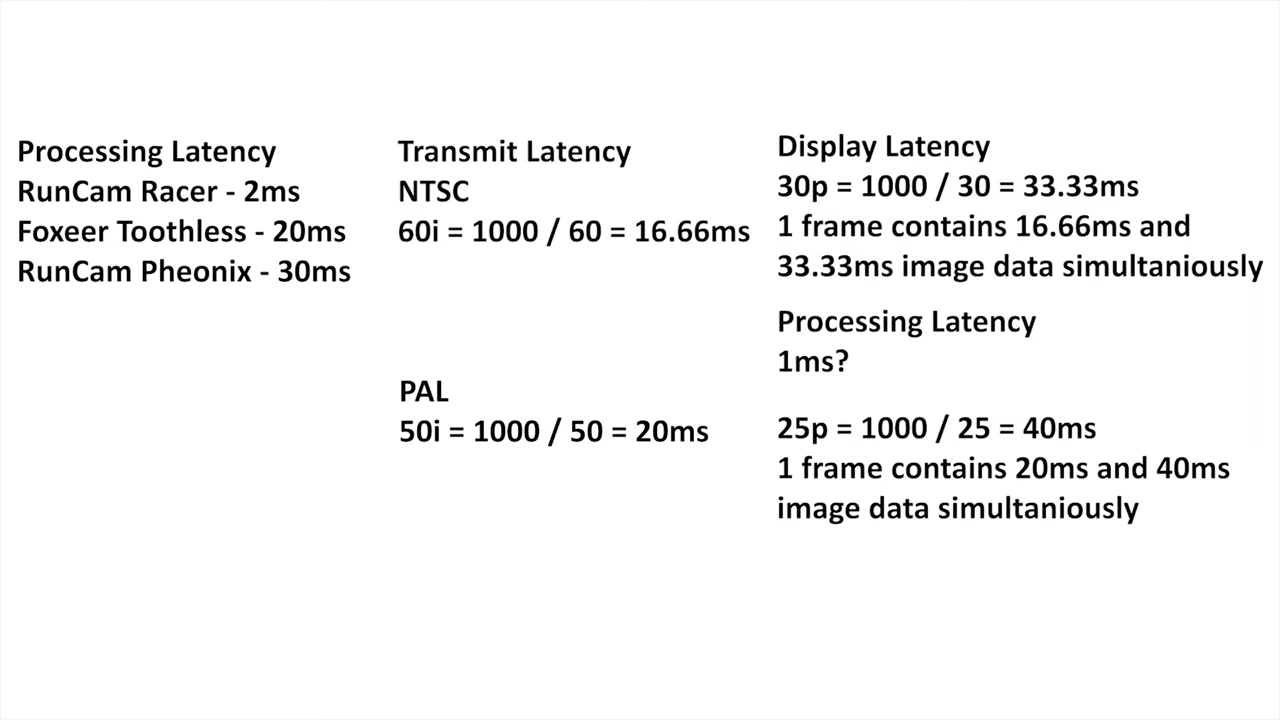 Processing Latency
RunCam Racer - 2ms
Foxeer Toothless - 20ms
RunCam Pheonix - 30ms
Transmit Latency
NTSC
60i = 1000 / 60 = 16.66ms
PAL
50i = 1000 / 50 = 20ms
Display Latency
30p = 1000 / 30 = 33.33ms
1 frame contains 16.66ms and
33.33ms image data simultaniously
Processing Latency
1ms?
25p = 1000 / 25 = 40ms
1 frame contains 20ms and 40ms
image data simultaniously